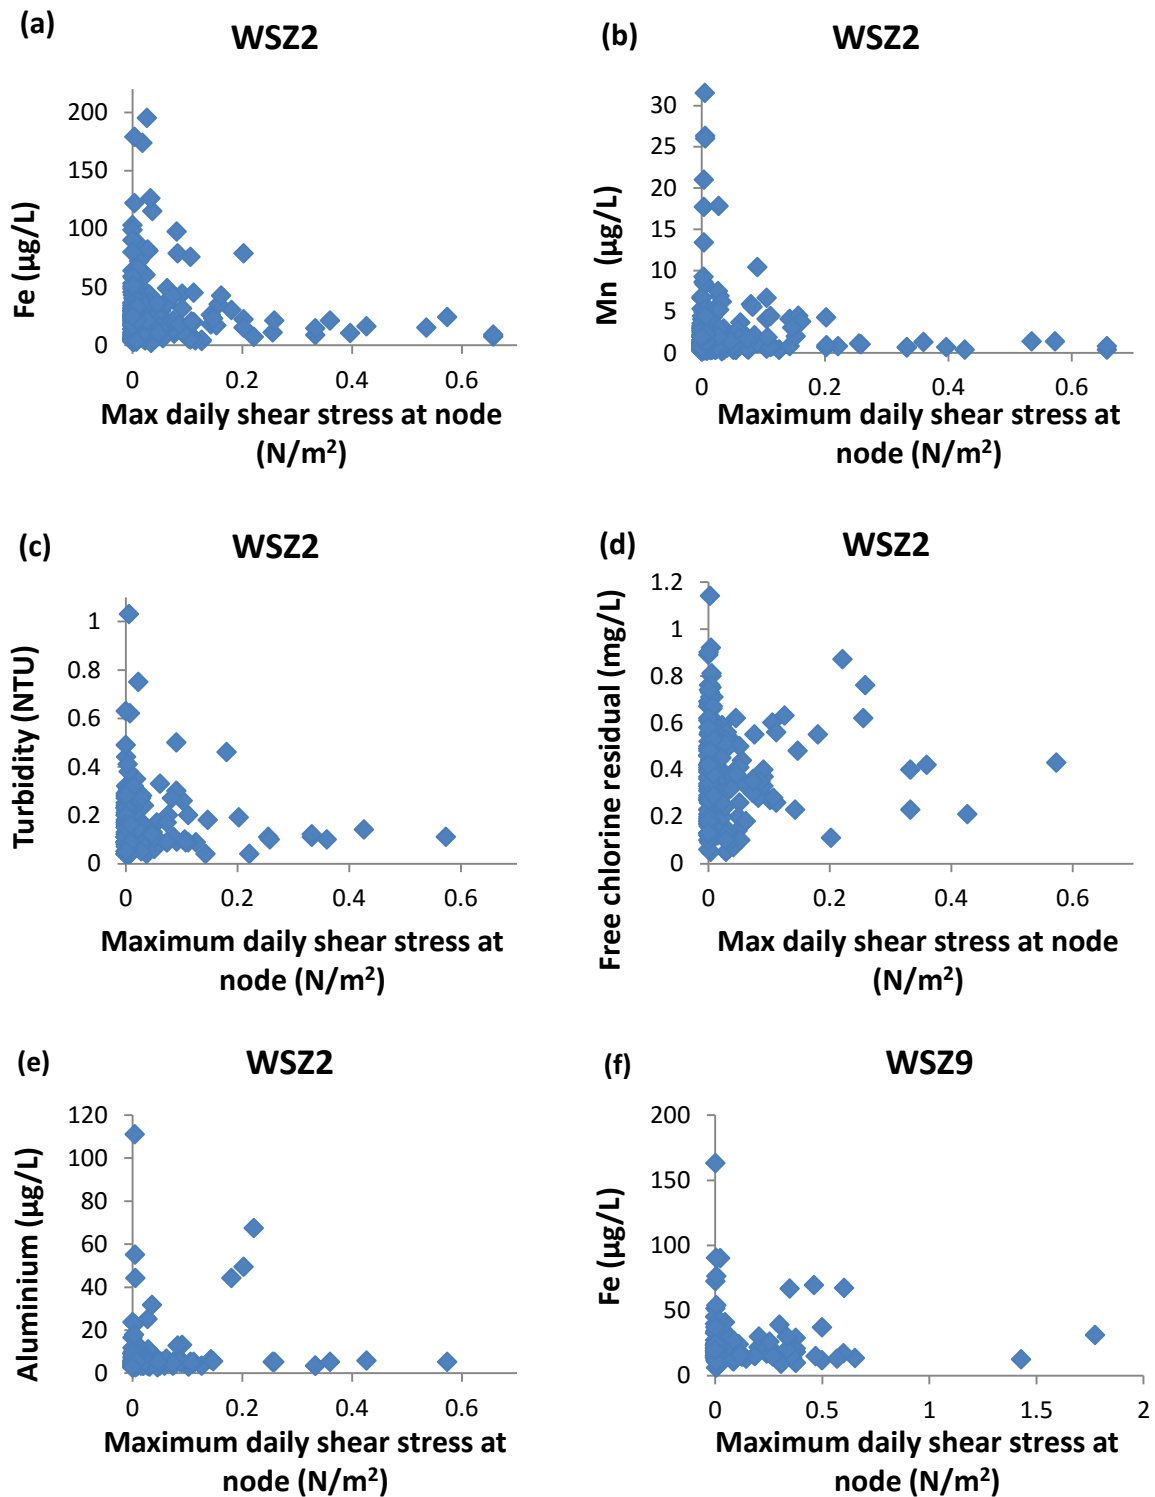 (a)
WSZ2
200
150
100
50
0
Fe (µg/L)
0
0.2
0.4
0.6
Max daily shear stress at node
(N/m²)
(b)
WSZ2
30
25
20
15
10
5
0
Mn (µg/L)
0
0.2
0.4
0.6
Maximum daily shear stress at
node (N/m²)
(c)
WSZ2
1
0.8
0.6
0.4
0.2
0
Turbidity (NTU)
0
0.2
0.4
0.6
Maximum daily shear stress at
node (N/m²)
(d)
WSZ2
1.2
1
0.8
0.6
0.4
0.2
0
Free chlorine residual (mg/L)
0
0.2
0.4
0.6
Max daily shear stress at node
(N/m²)
(e)
WSZ2
120
100
80
60
40
20
0
Aluminium (µg/L)
0
0.2
0.4
0.6
Maximum daily shear stress at
node (N/m²)
(f)
WSZ9
200
150
100
50
0
Fe (µg/L)
0
0.5
1
1.5
2
Maximum daily shear stress at
node (N/m²)